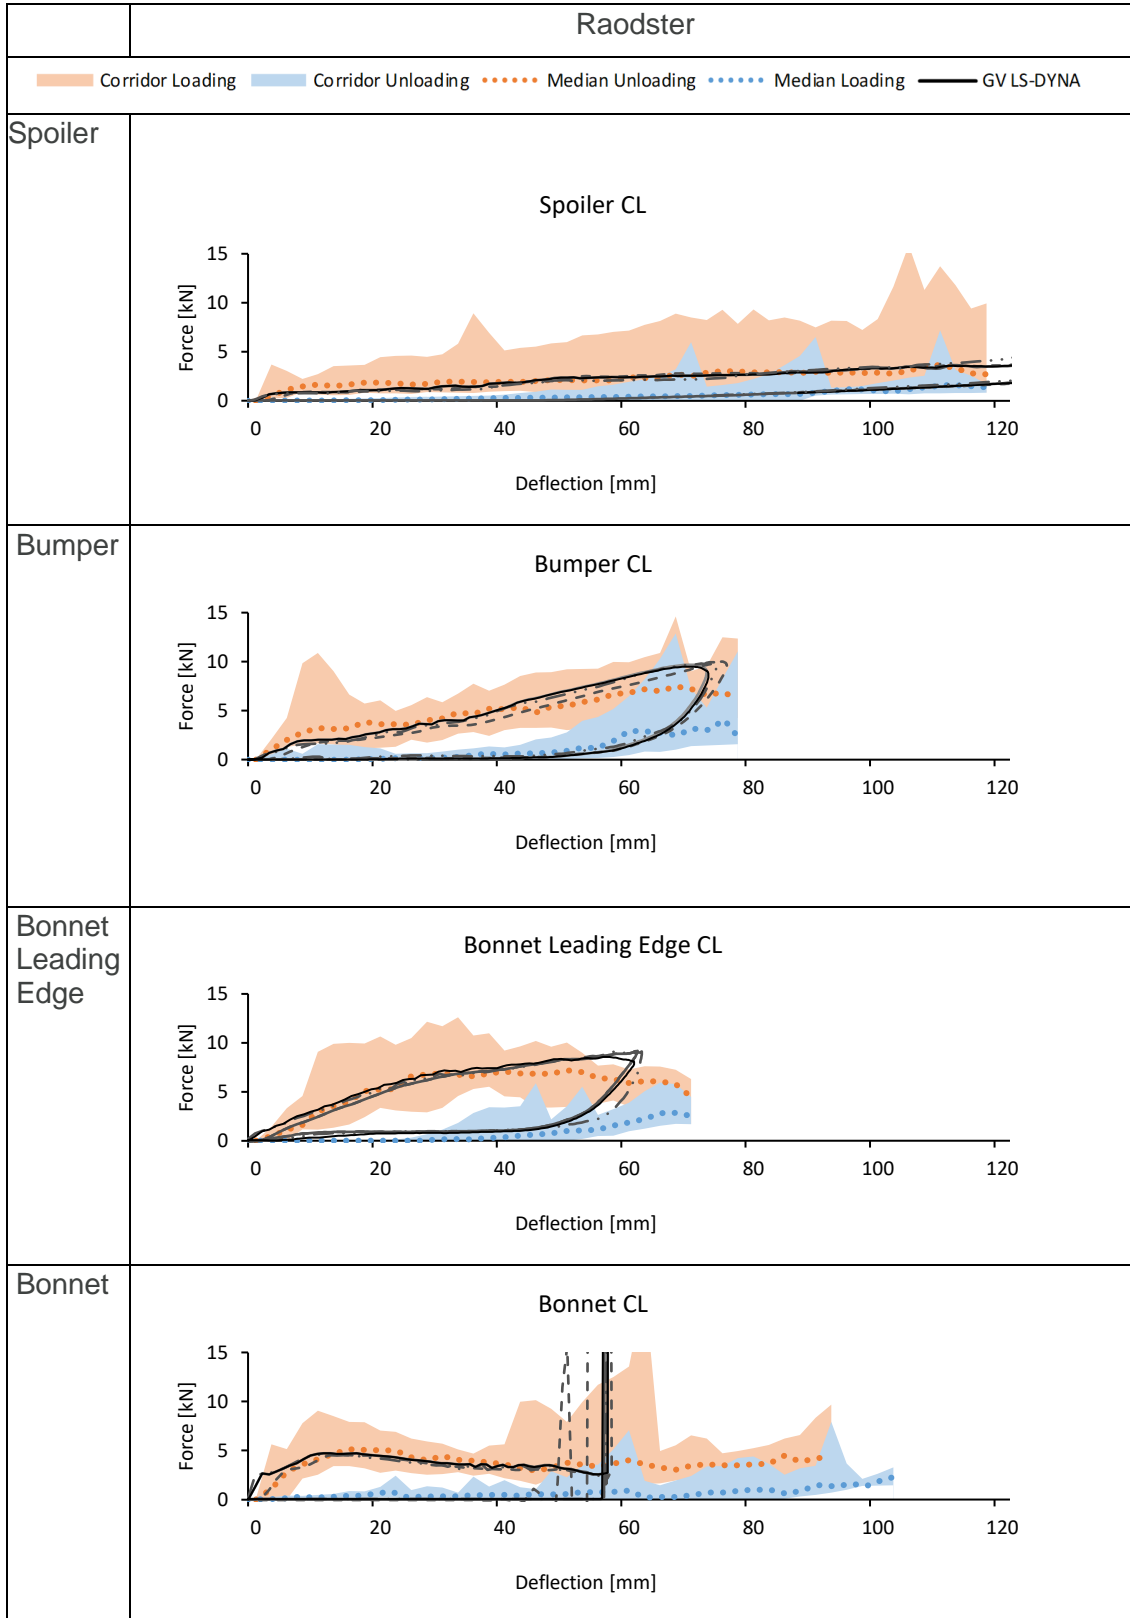 Raodster
Corridor Loading Corridor Unloading Median Unloading Median Loading GV LS-DYNA
Spoiler
Spoiler CL
15
10
5
0
Force [kN]
0 20 40 60 80 100 120
Deflection [mm]
Bumper
Bumper CL
15
10
5
0
Force [kN]
0 20 40 60 80 100 120
Deflection [mm]
Bonnet
Leading
Edge
Bonnet Leading Edge CL
15
10
5
0
Force [kN]
0 20 40 60 80 100 120
Deflection [mm]
Bonnet
Bonnet CL
15
10
5
0
Force [kN]
0 20 40 60 80 100 120
Deflection [mm]